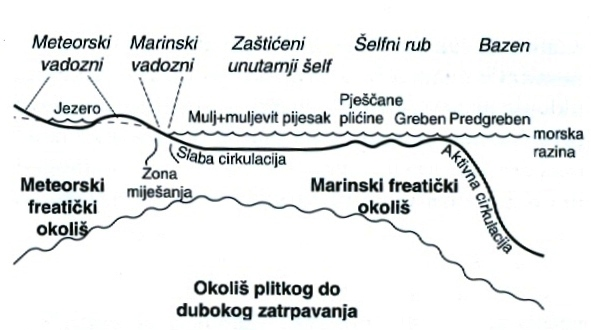 Meteorski
vadozni
Marinski
vadozni
Zaštićeni
unutarnji šelf
Šelfni rub
Bazen
Jezero
Mulj+muljevit pijesak
Pješčane
plićine
Greben
Predgreben
morska
razina
Slaba cirkulacija
Aktivna cirkulacija
Zona
miješanja
Meteorski
freatički
okoliš
Marinski freatički
okoliš
Okoliš plitkog do
dubokog zatrpavanja